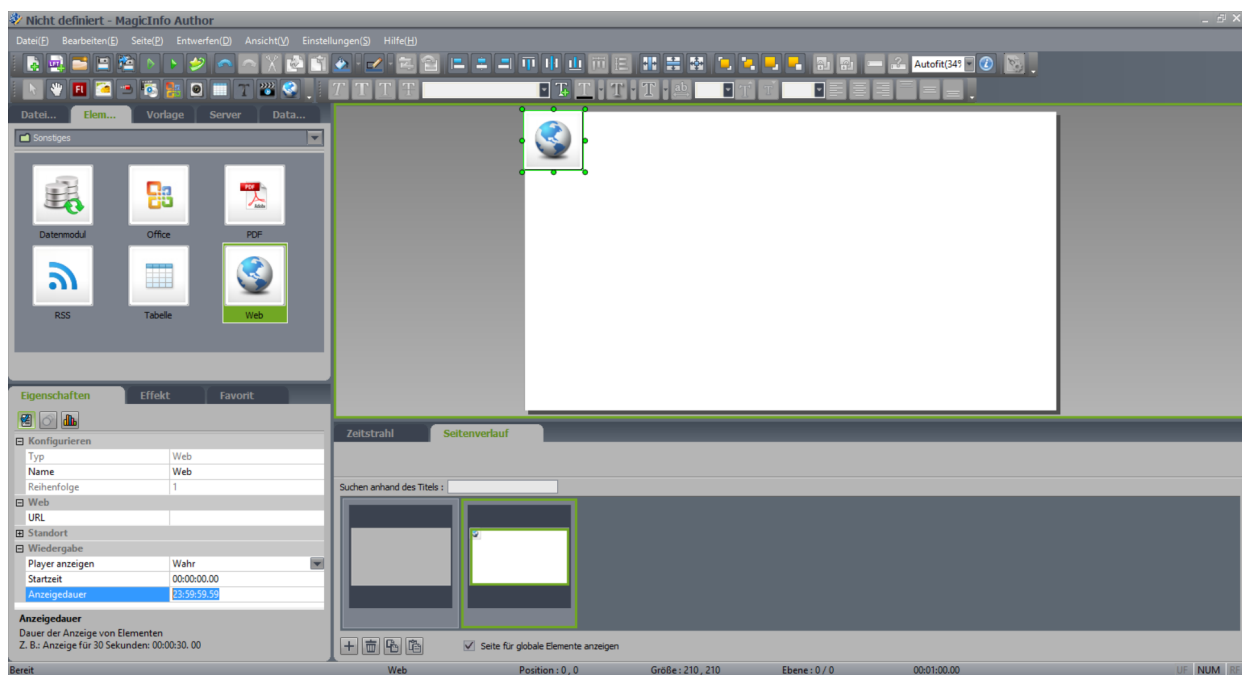 Nicht definiert - MagicInfo Author
Datei(F) Bearbeiten(E) Seite(P) Entwerfen(D) Ansicht(V) Einstellungen(S) Hilfe(H)
Autofit(34%
Datei... Elem... Vorlage Server Data...
Sonstiges
Datenmodul Office PDF
RSS Tabelle Web
Eigenschaften Effekt Favorit
Konfigurieren
Typ Web
Name Web
Reihenfolge 1
Web
URL
Standort
Wiedergabe
Player anzeigen Wahr
Startzeit 00:00:00.00
Anzeigedauer 23:59:59.59
Anzeigedauer
Dauer der Anzeige von Elementen
Z. B.: Anzeige für 30 Sekunden: 00:00:30. 00
Zeitstrahl Seitenverlauf
Suchen anhand des Titels :
Seite für globale Elemente anzeigen
Bereit Web Position : 0 , 0 Größe : 210 , 210 Ebene : 0 / 0 00:01:00.00 UF NUM RF